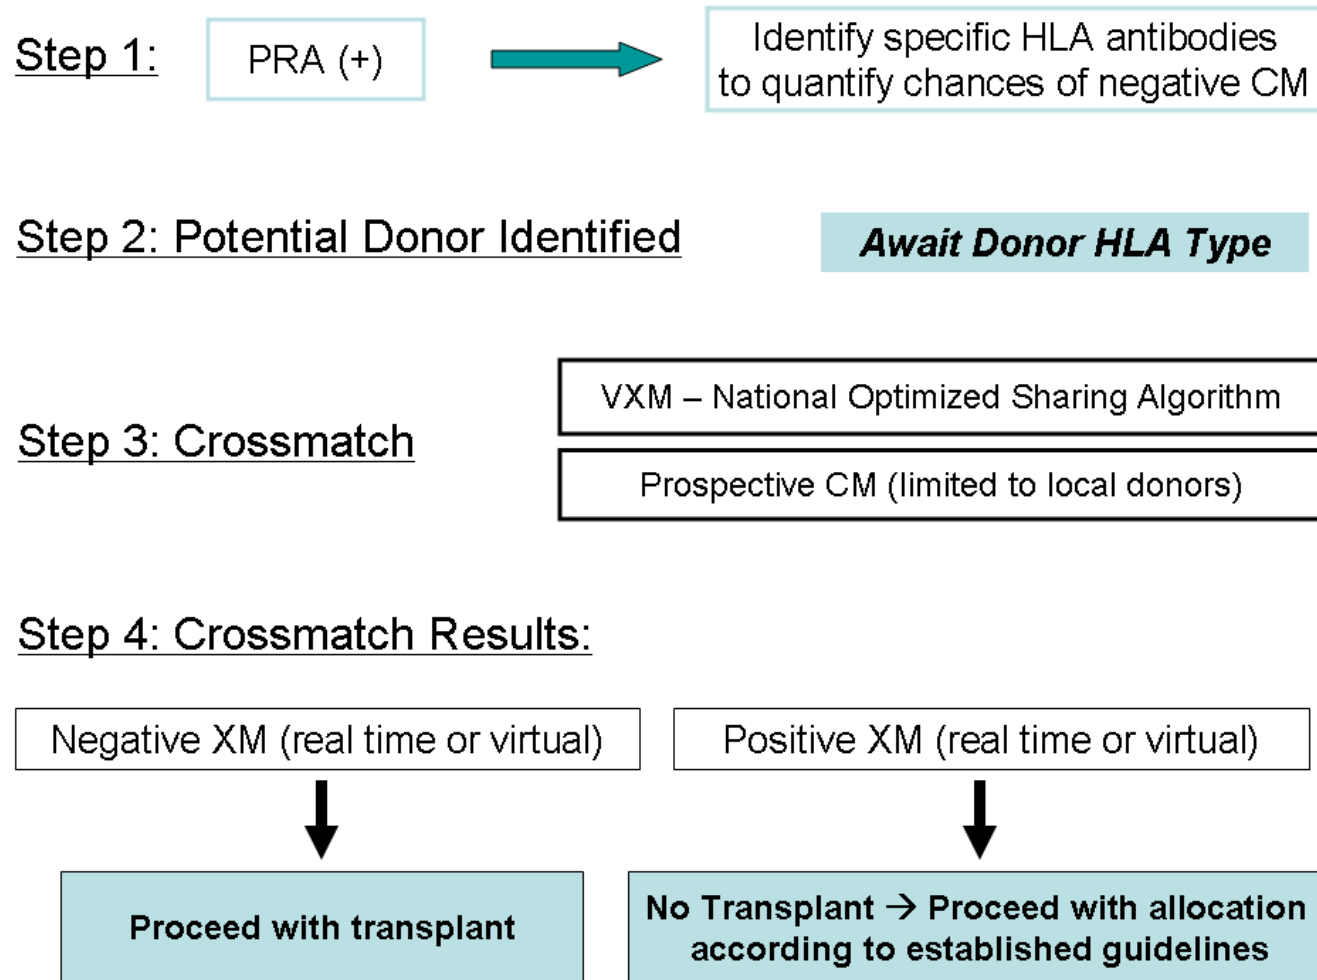 Step 1:
PRA (+)
Identify specific HLA antibodies
to quantify chances of negative CM
Step 2: Potential Donor Identified
Await Donor HLA Type
Step 3: Crossmatch
VXM – National Optimized Sharing Algorithm
Prospective CM (limited to local donors)
Step 4: Crossmatch Results:
Negative XM (real time or virtual)
Positive XM (real time or virtual)
Proceed with transplant
No Transplant → Proceed with allocation
according to established guidelines